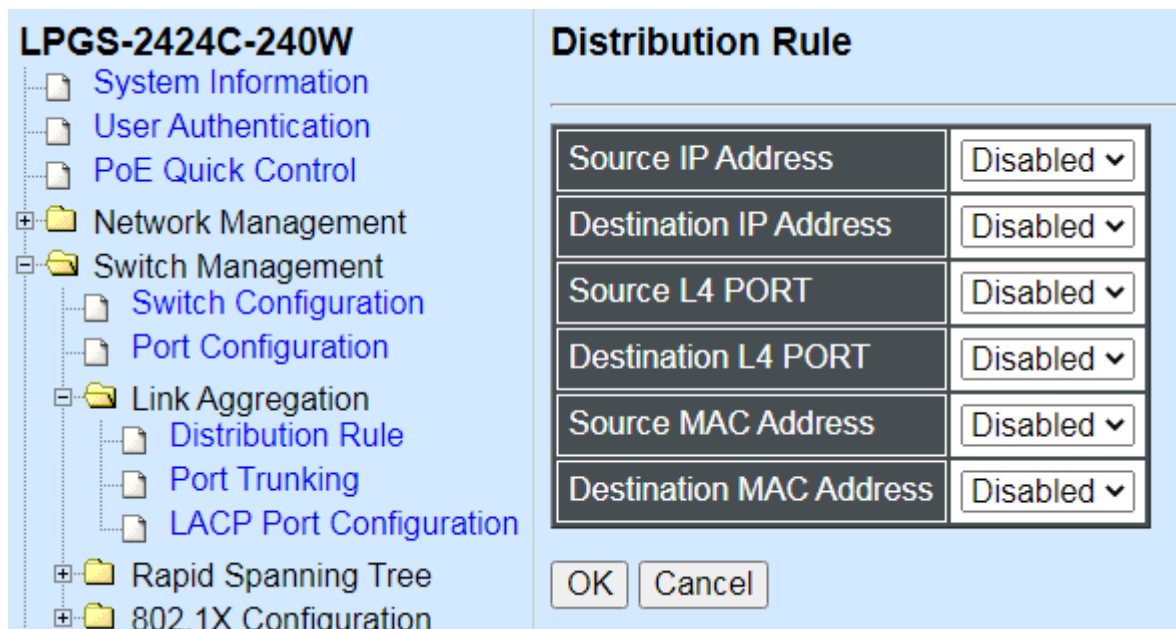 LPGS-2424C-240W
System Information
User Authentication
PoE Quick Control
Network Management
Switch Management
Switch Configuration
Port Configuration
Link Aggregation
Distribution Rule
Port Trunking
LACP Port Configuration
Rapid Spanning Tree
802.1X Configuration
Distribution Rule
Source IP Address Disabled
Destination IP Address Disabled
Source L4 PORT Disabled
Destination L4 PORT Disabled
Source MAC Address Disabled
Destination MAC Address Disabled
OK Cancel